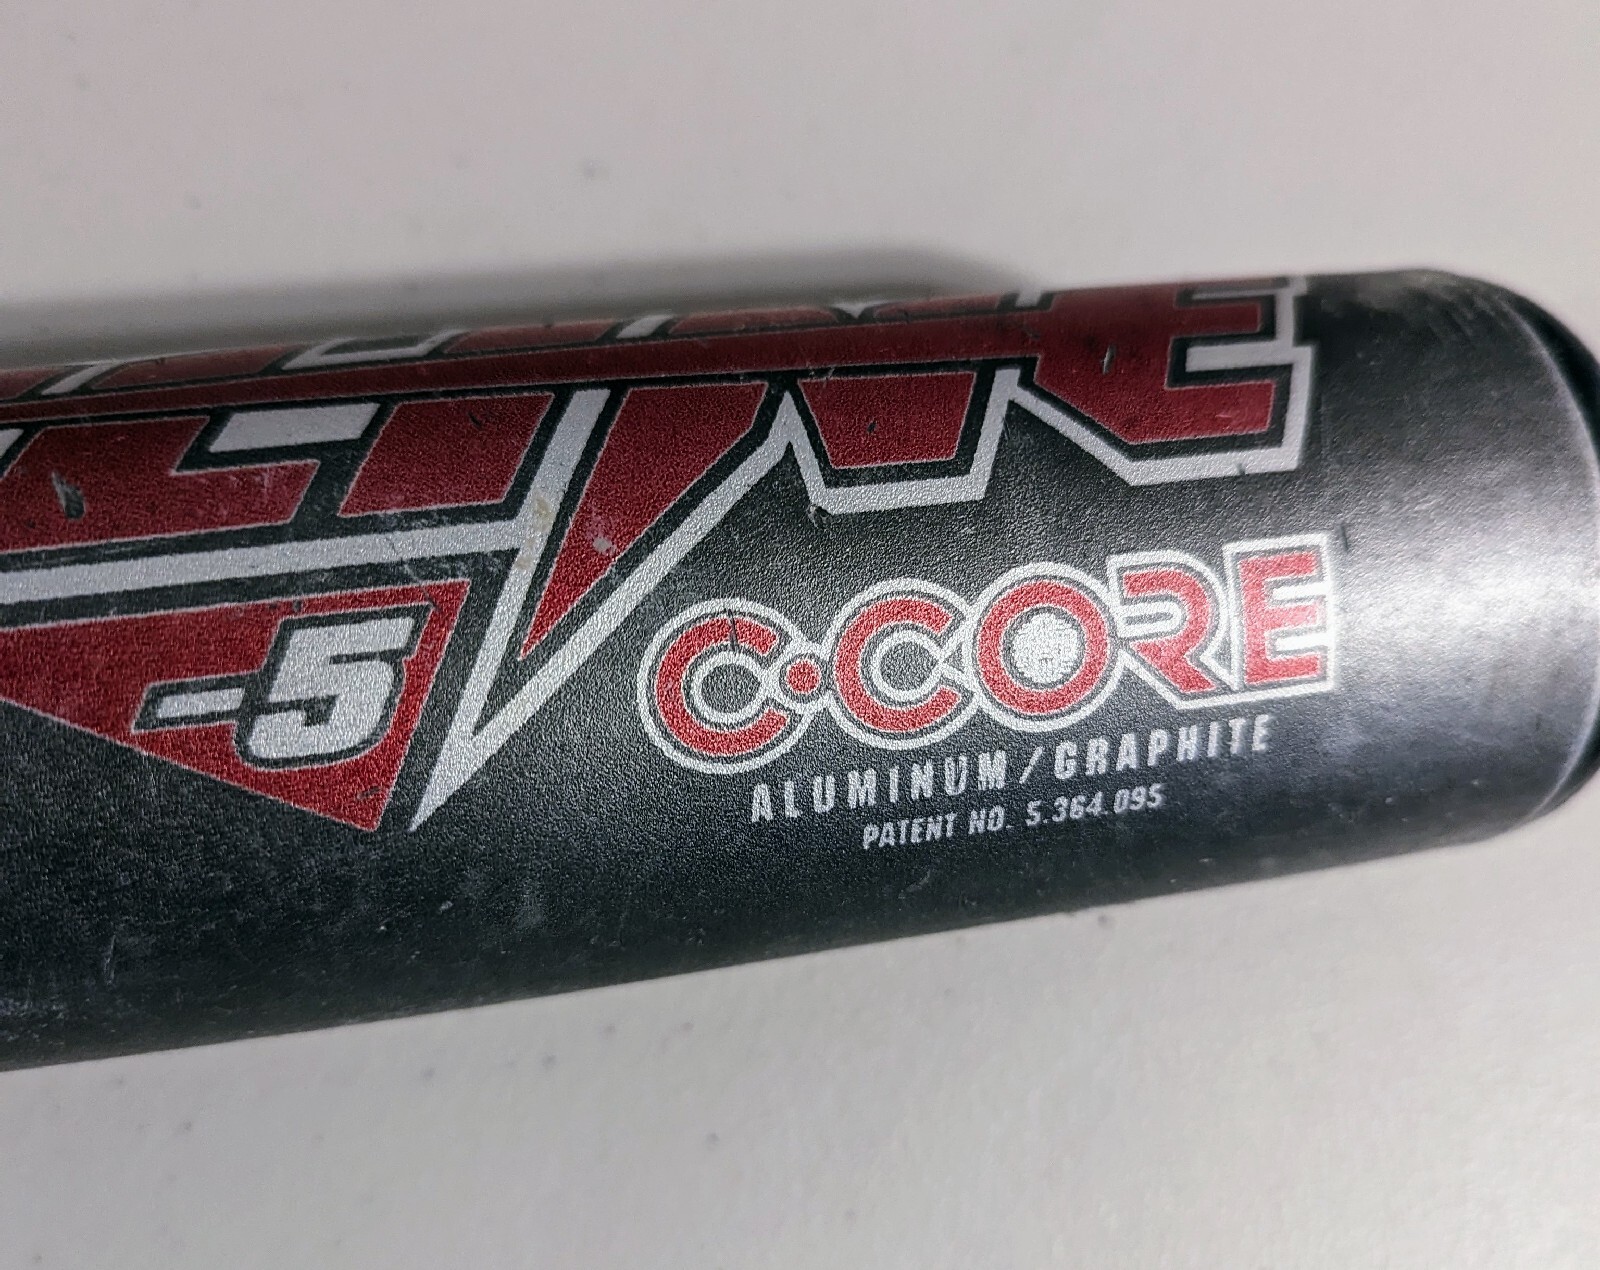 -5
C•CORE
ALUMINUM/GRAPHITE
PATENT NO. 5.364.095